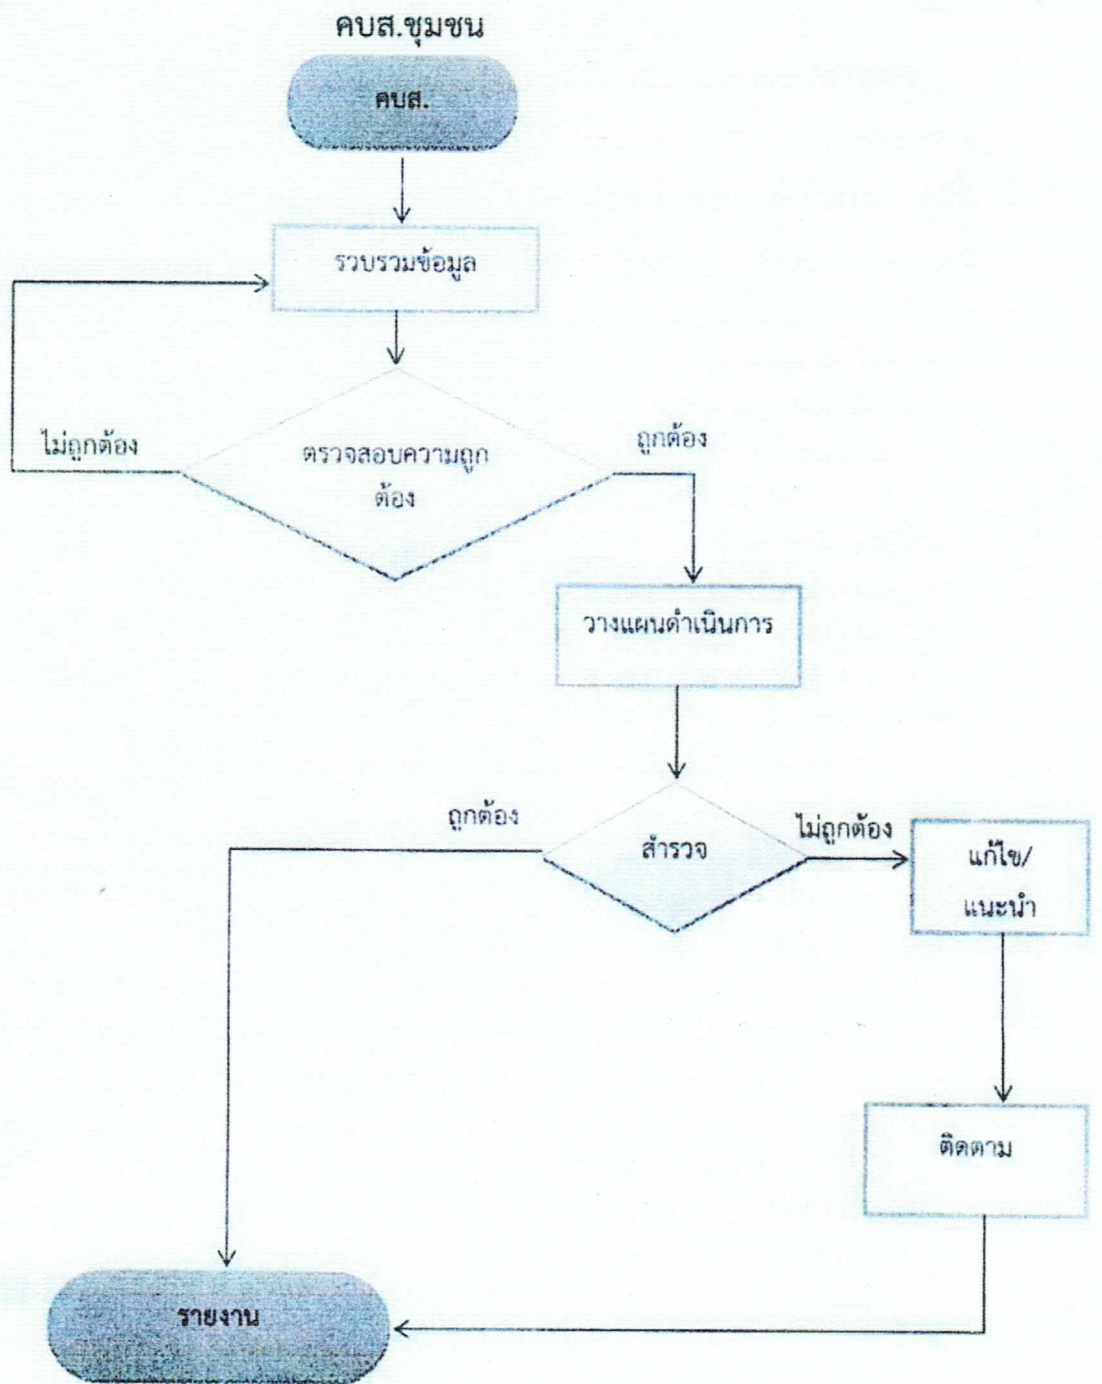 คบส.ชุมชน
คบส.
รวบรวมข้อมูล
ไม่ถูกต้อง
ตรวจสอบความถูก
ต้อง
ถูกต้อง
วางแผนดำเนินการ
ถูกต้อง
สำรวจ
ไม่ถูกต้อง
แก้ไข/
แนะนำ
ติดตาม
รายงาน